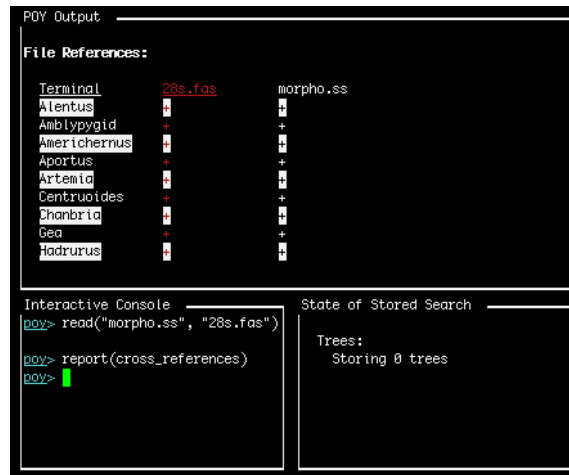 POY Output
File References:
Terminal 28s.fas morpho.ss
Alentus + +
Amblypygid + +
Americhernus + +
Aportus + +
Artemia + +
Centruoides + +
Chanbria + +
Gea + +
Hadrurus + +
Interactive Console
poy> read("morpho.ss", "28s.fas")
poy> report(cross_references)
poy>
State of Stored Search
Trees:
Storing 0 trees